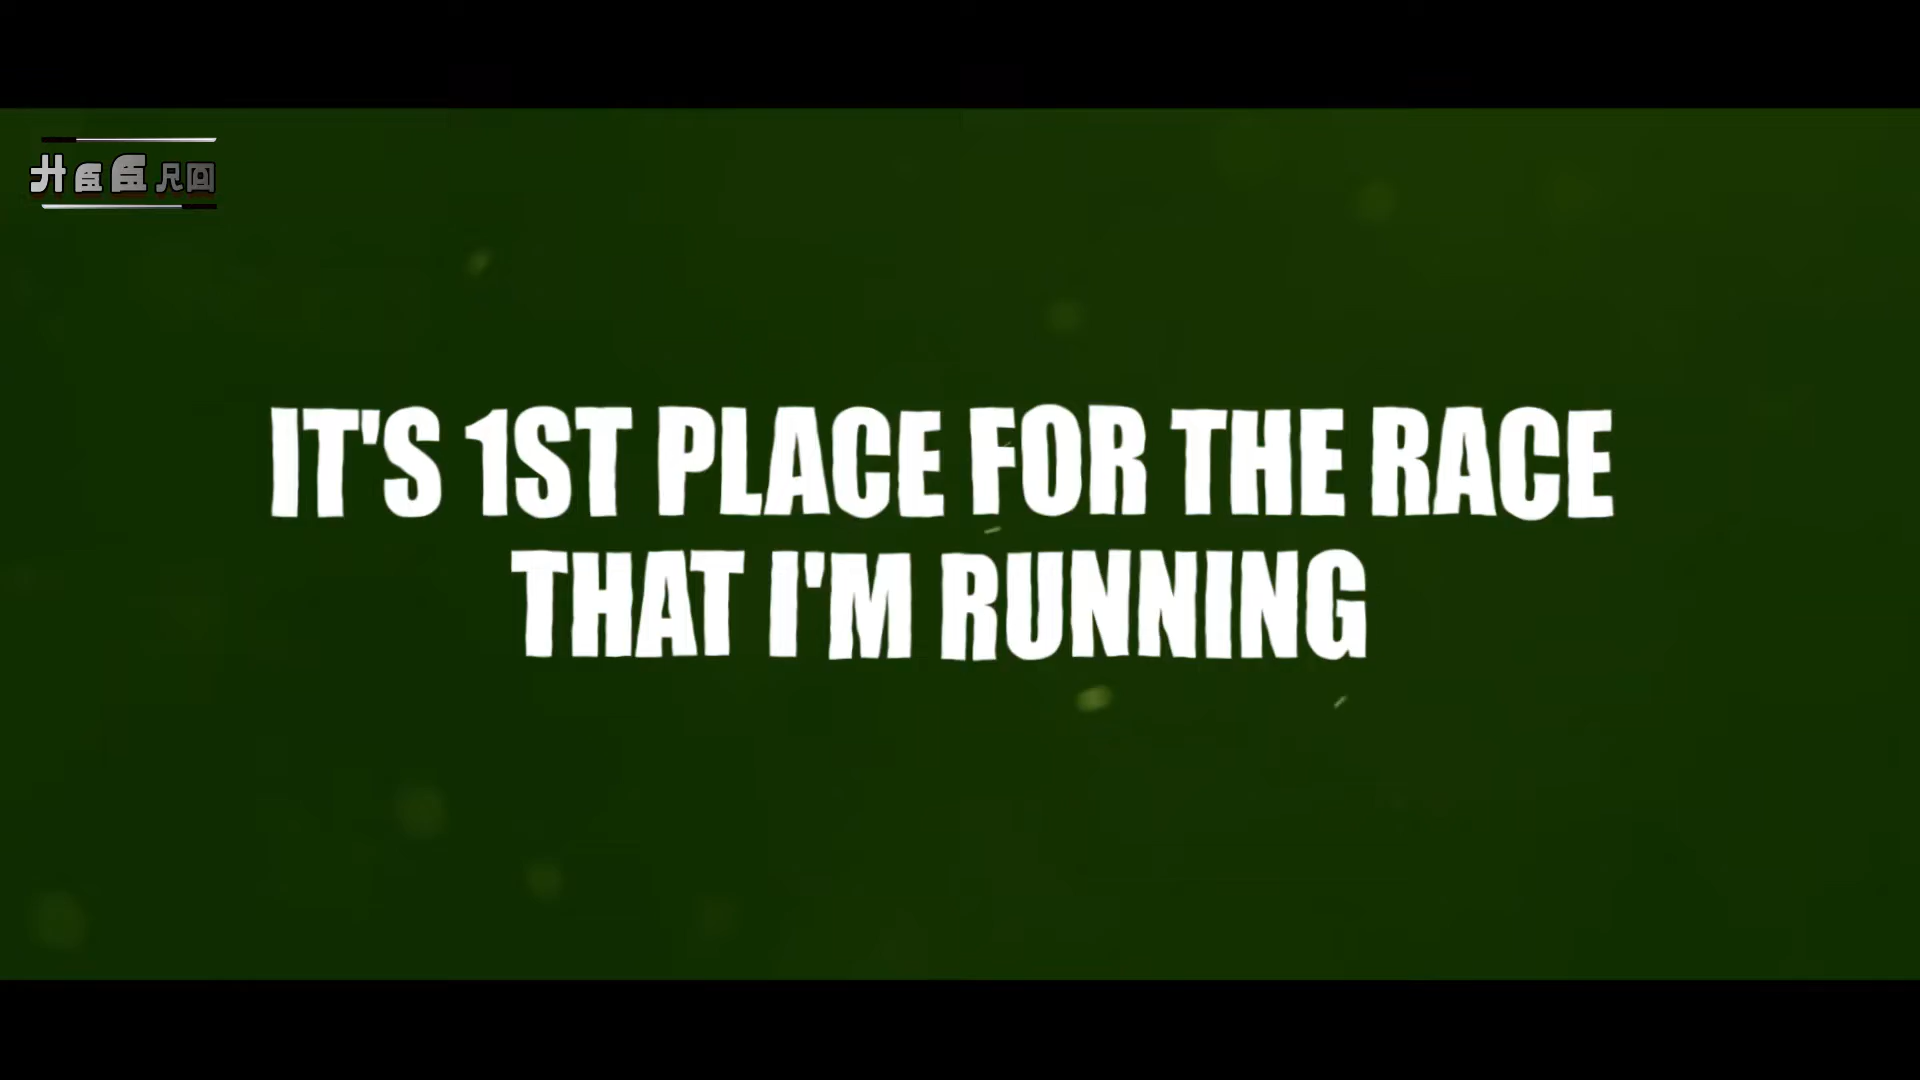 IT'S 1ST PLACE FOR THE RACE
THAT I'M RUNNING